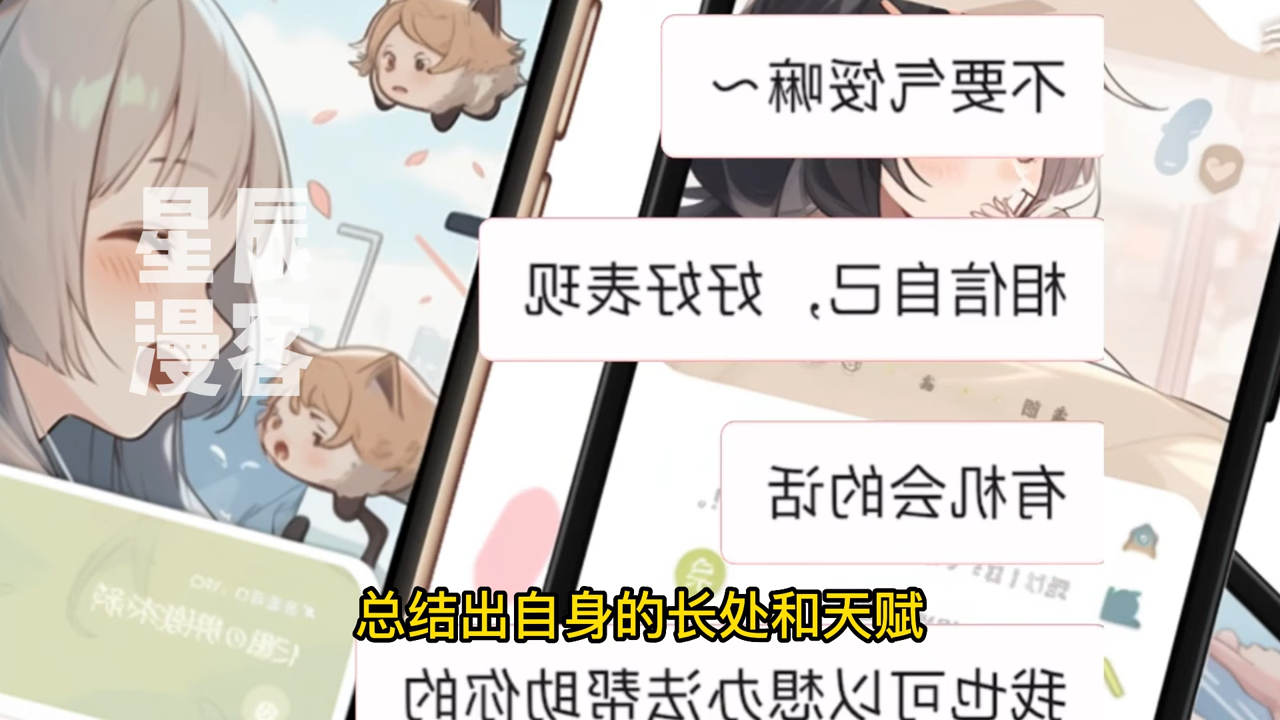 不要气馁嘛～
星辰
漫客
相信自己，好好表现
有机会的话
总结出自身的长处和天赋
我也可以想办法帮助你的